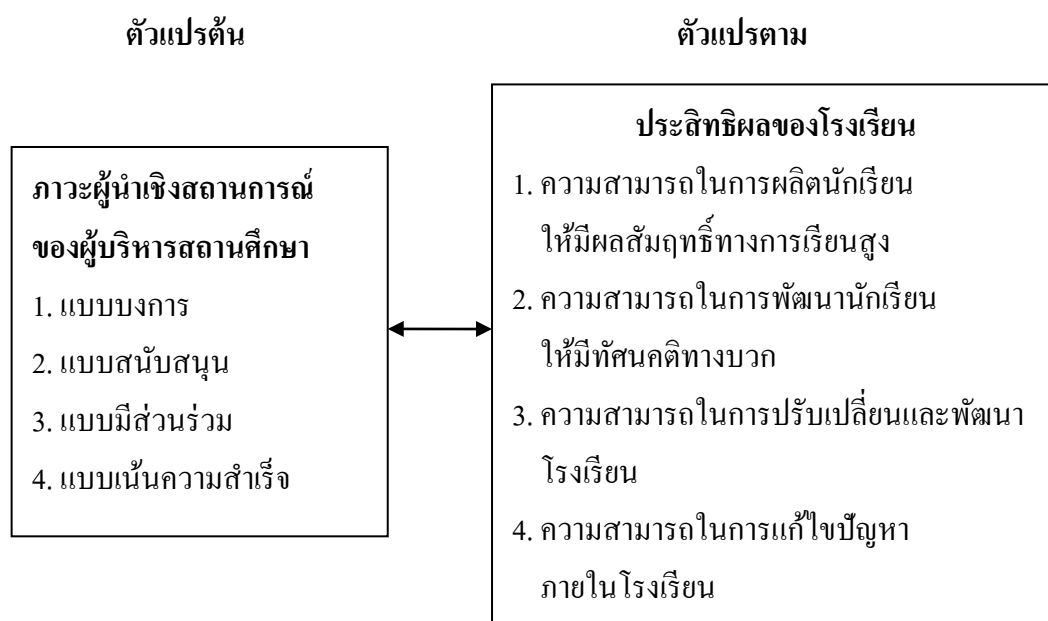 ตัวแปรต้น
ตัวแปรตาม
ภาวะผู้นำเชิงสถานการณ์
ของผู้บริหารสถานศึกษา
1. แบบบงการ
2. แบบสนับสนุน
3. แบบมีส่วนร่วม
4. แบบเน้นความสำเร็จ
ประสิทธิผลของโรงเรียน
1. ความสามารถในการผลิตนักเรียน
ให้มีผลสัมฤทธิ์ทางการเรียนสูง
2. ความสามารถในการพัฒนานักเรียน
ให้มีทัศนคติทางบวก
3. ความสามารถในการปรับเปลี่ยนและพัฒนา
โรงเรียน
4. ความสามารถในการแก้ไขปัญหา
ภายในโรงเรียน